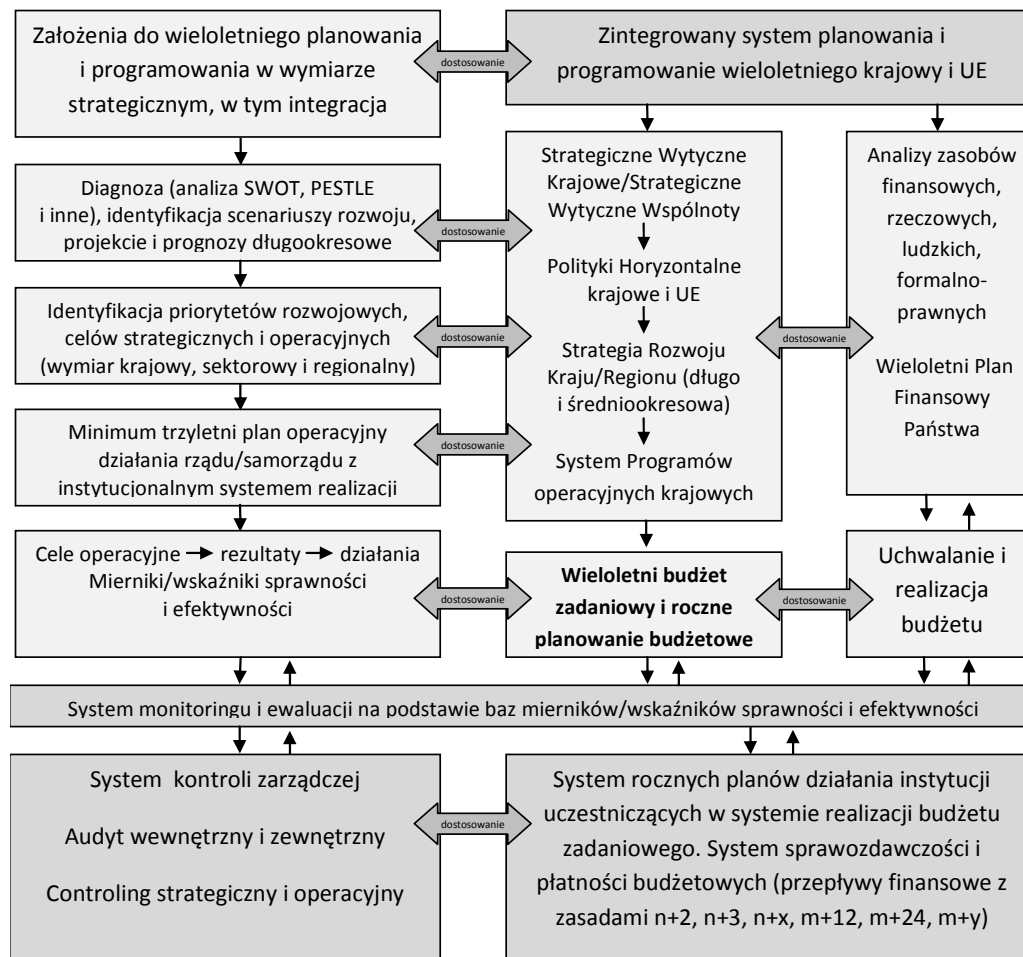 Założenia do wieloletniego planowania
i programowania w wymiarze
strategicznym, w tym integracja
dostosowanie
Zintegrowany system planowania i
programowanie wieloletniego krajowy i UE
Diagnoza (analiza SWOT, PESTLE
i inne), identyfikacja scenariuszy rozwoju,
projekcie i prognozy długookresowe
dostosowanie
Strategiczne Wytyczne
Krajowe/Strategiczne
Wytyczne Wspólnoty
Polityki Horyzontalne
krajowe i UE
Strategia Rozwoju
Kraju/Regionu (długo
i średniookresowa)
System Programów
operacyjnych krajowych
Analizy zasobów
finansowych,
rzeczowych,
ludzkich,
formalno-
prawnych
Wieloletni Plan
Finansowy
Państwa
Identyfikacja priorytetów rozwojowych,
celów strategicznych i operacyjnych
(wymiar krajowy, sektorowy i regionalny)
dostosowanie
dostosowanie
Minimum trzyletni plan operacyjny
działania rządu/samorządu z
instytucjonalnym systemem realizacji
dostosowanie
Cele operacyjne rezultaty działania
Mierniki/wskaźniki sprawności
i efektywności
dostosowanie
Wieloletni budżet
zadaniowy i roczne
planowanie budżetowe
dostosowanie
Uchwalanie i
realizacja
budżetu
System monitoringu i ewaluacji na podstawie baz mierników/wskaźników sprawności i efektywności
System kontroli zarządczej
Audyt wewnętrzny i zewnętrzny
Controling strategiczny i operacyjny
dostosowanie
System rocznych planów działania instytucji
uczestniczących w systemie realizacji budżetu
zadaniowego. System sprawozdawczości i
płatności budżetowych (przepływy finansowe z
zasadami n+2, n+3, n+x, m+12, m+24, m+y)